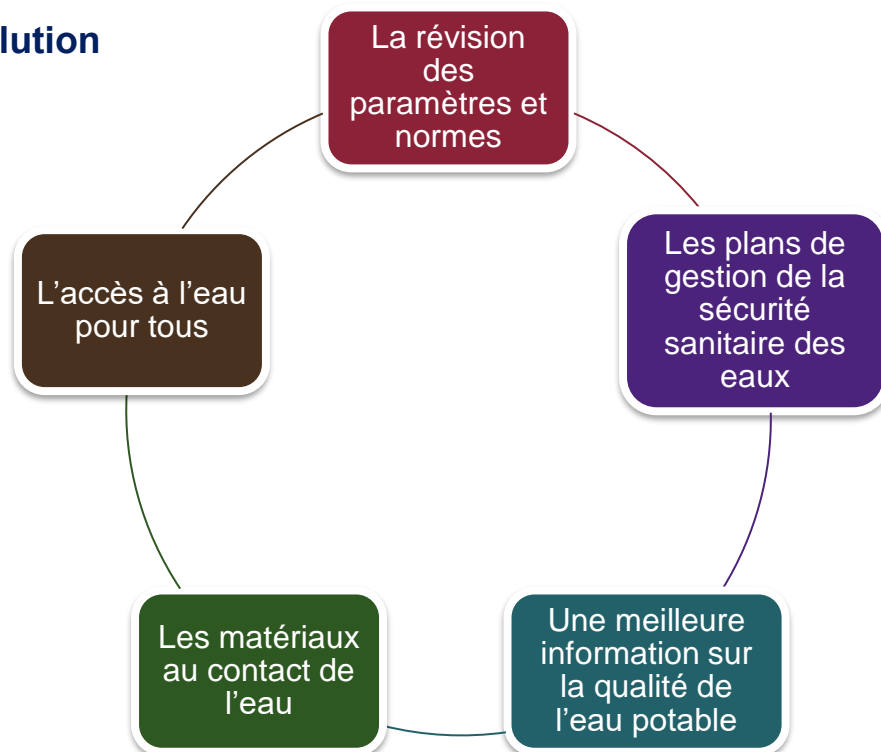 lution
La révision
des
paramètres et
normes
Les plans de
gestion de la
sécurité
sanitaire des
eaux
Une meilleure
information sur
la qualité de
l’eau potable
Les matériaux
au contact de
l’eau
L’accès à l’eau
pour tous